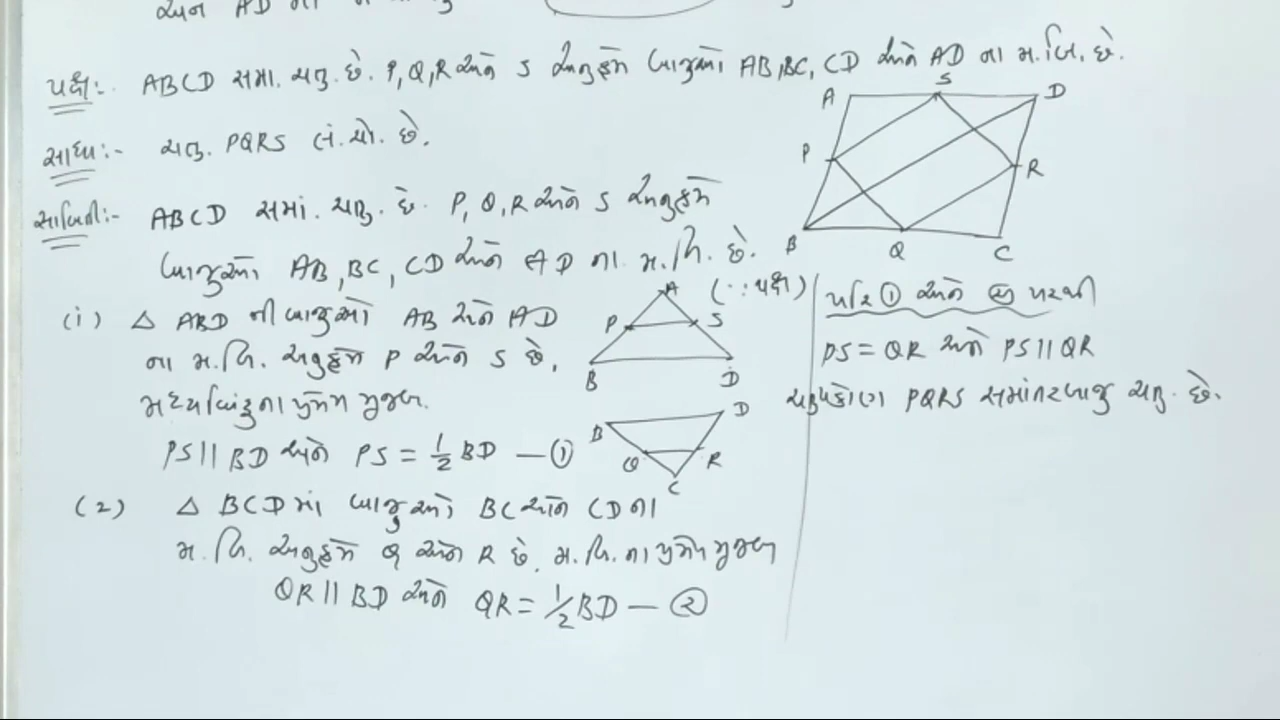 અને AD ના
પક્ષ:- ABCD સમા. ચતુ. છે. P, Q, R અને S અનુક્રમે બાજુઓ AB, BC, CD અને AD ના મ. બિ. છે.
સાધ્ય:- ચતુ. PQRS સ. ચો. છે.
સાબિતી:- ABCD સમાં. ચતુ. છે. P, Q, R અને S અનુક્રમે
બાજુઓ AB, BC, CD અને AD ના મ. બિ. છે.
(∵ પક્ષ)
(i) △ ABD ની બાજુઓ AB અને AD
ના મ. બિ. અનુક્રમે P અને S છે,
મધ્યબિંદુના પ્રમેય મુજબ.
PS || BD અને PS = 1/2 BD — ①
(2) △ BCD માં બાજુઓ BC અને CD ના
મ. બિ. અનુક્રમે Q અને R છે. મ. બિ. ના પ્રમેય મુજબ
QR || BD અને QR = 1/2 BD — ②
A S D
P R
B Q C
A
P S
B D
B D
Q R
C
પરિ ① અને ② પરથી
PS = QR અને PS || QR
ચતુષ્કોણ PQRS સમાંતરબાજુ ચતુ. છે.